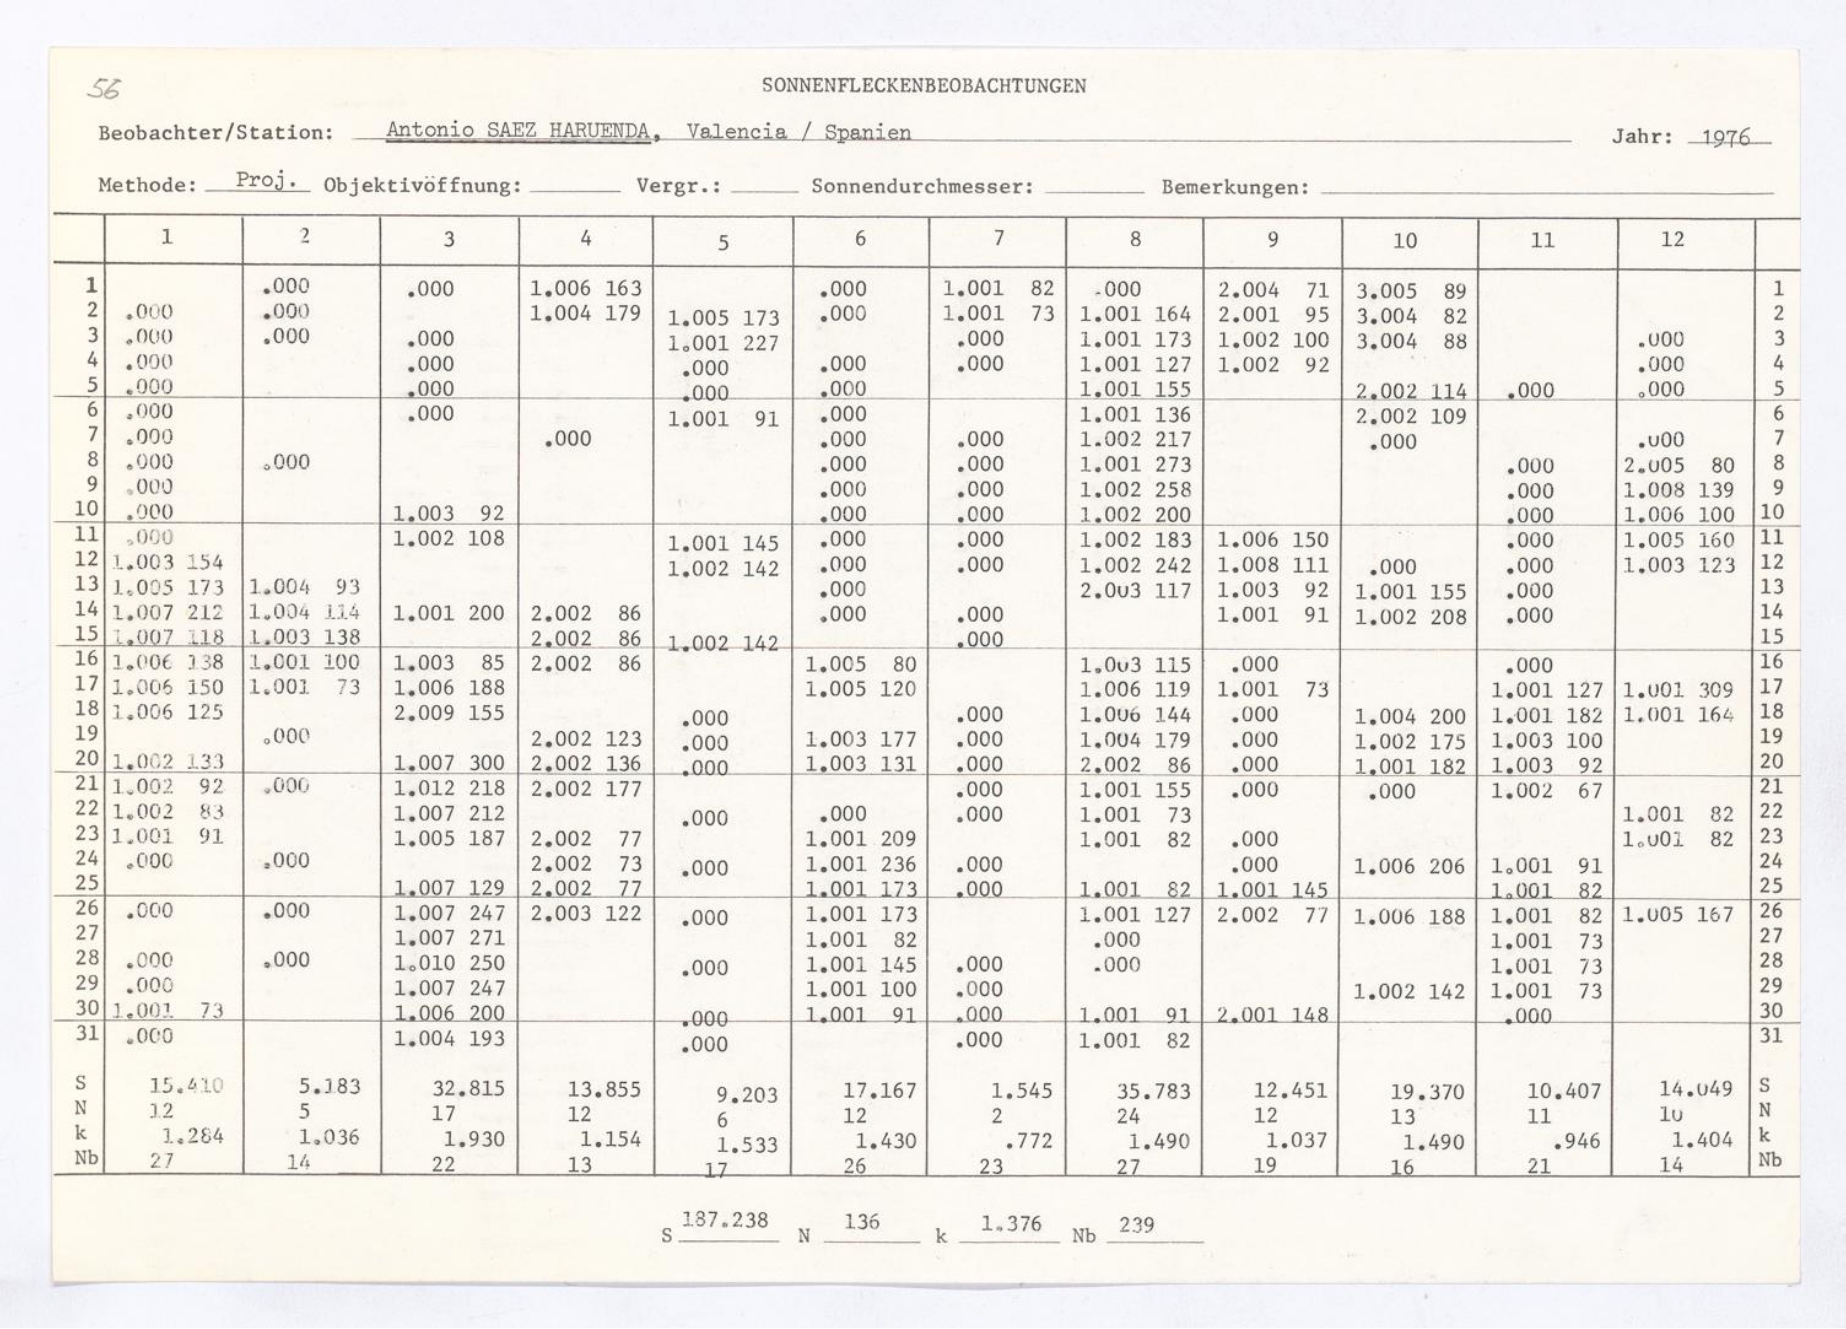 56
SONNENFLECKENBEOBACHTUNGEN
Beobachter/Station: Antonio SAEZ HARUENDA, Valencia / Spanien Jahr: 1976
Methode: Proj. Objektivöffnung: Vergr.: Sonnendurchmesser: Bemerkungen:
1 2 3 4 5 6 7 8 9 10 11 12
1 .000 .000 1.006 163 .000 1.001 82 .000 2.004 71 3.005 89 1
2 .000 .000 1.004 179 1.005 173 .000 1.001 73 1.001 164 2.001 95 3.004 82 2
3 .000 .000 .000 1.001 227 .000 1.001 173 1.002 100 3.004 88 .000 3
4 .000 .000 .000 .000 .000 1.001 127 1.002 92 .000 4
5 .000 .000 .000 .000 1.001 155 2.002 114 .000 .000 5
6 .000 .000 1.001 91 .000 1.001 136 2.002 109 6
7 .000 .000 .000 .000 1.002 217 .000 .000 7
8 .000 .000 .000 .000 1.001 273 .000 2.005 80 8
9 .000 .000 .000 1.002 258 .000 1.008 139 9
10 .000 1.003 92 .000 .000 1.002 200 .000 1.006 100 10
11 .000 1.002 108 1.001 145 .000 .000 1.002 183 1.006 150 .000 1.005 160 11
12 1.003 154 1.002 142 .000 .000 1.002 242 1.008 111 .000 .000 1.003 123 12
13 1.005 173 1.004 93 .000 2.003 117 1.003 92 1.001 155 .000 13
14 1.007 212 1.004 114 1.001 200 2.002 86 .000 .000 1.001 91 1.002 208 .000 14
15 1.007 118 1.003 138 2.002 86 1.002 142 .000 15
16 1.006 138 1.001 100 1.003 85 2.002 86 1.005 80 1.003 115 .000 .000 16
17 1.006 150 1.001 73 1.006 188 1.005 120 1.006 119 1.001 73 1.001 127 1.001 309 17
18 1.006 125 2.009 155 .000 .000 1.006 144 .000 1.004 200 1.001 182 1.001 164 18
19 .000 2.002 123 .000 1.003 177 .000 1.004 179 .000 1.002 175 1.003 100 19
20 1.002 133 1.007 300 2.002 136 .000 1.003 131 .000 2.002 86 .000 1.001 182 1.003 92 20
21 1.002 92 .000 1.012 218 2.002 177 .000 1.001 155 .000 .000 1.002 67 21
22 1.002 83 1.007 212 .000 .000 .000 1.001 73 1.001 82 22
23 1.001 91 1.005 187 2.002 77 1.001 209 1.001 82 .000 1.001 82 23
24 .000 .000 2.002 73 .000 1.001 236 .000 .000 1.006 206 1.001 91 24
25 1.007 129 2.002 77 1.001 173 .000 1.001 82 1.001 145 1.001 82 25
26 .000 .000 1.007 247 2.003 122 .000 1.001 173 1.001 127 2.002 77 1.006 188 1.001 82 1.005 167 26
27 1.007 271 1.001 82 .000 1.001 73 27
28 .000 .000 1.010 250 .000 1.001 145 .000 .000 1.001 73 28
29 .000 1.007 247 1.001 100 .000 1.002 142 1.001 73 29
30 1.001 73 1.006 200 .000 1.001 91 .000 1.001 91 2.001 148 .000 30
31 .000 1.004 193 .000 .000 1.001 82 31
S 15.410 5.183 32.815 13.855 9.203 17.167 1.545 35.783 12.451 19.370 10.407 14.049 S
N 12 5 17 12 6 12 2 24 12 13 11 10 N
k 1.284 1.036 1.930 1.154 1.533 1.430 .772 1.490 1.037 1.490 .946 1.404 k
Nb 27 14 22 13 17 26 23 27 19 16 21 14 Nb
S 187.238 N 136 k 1.376 Nb 239